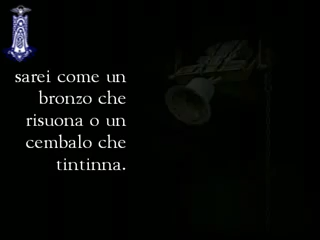 sarei come un
bronzo che
risuona o un
cembalo che
tintinna.